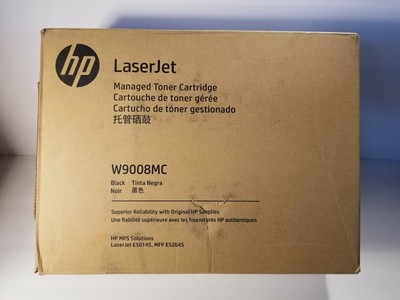 hp
LaserJet
Managed Toner Cartridge
Cartouche de toner gérée
Cartucho de tóner gestionado
托管硒鼓
W9008MC
Black Tinta Negra
Noir 黑色
Superior Reliability with Original HP Supplies
Une fiabilité supérieure avec les fournitures HP authentiques
HP MPS Solutions
LaserJet E50145, MFP E52645